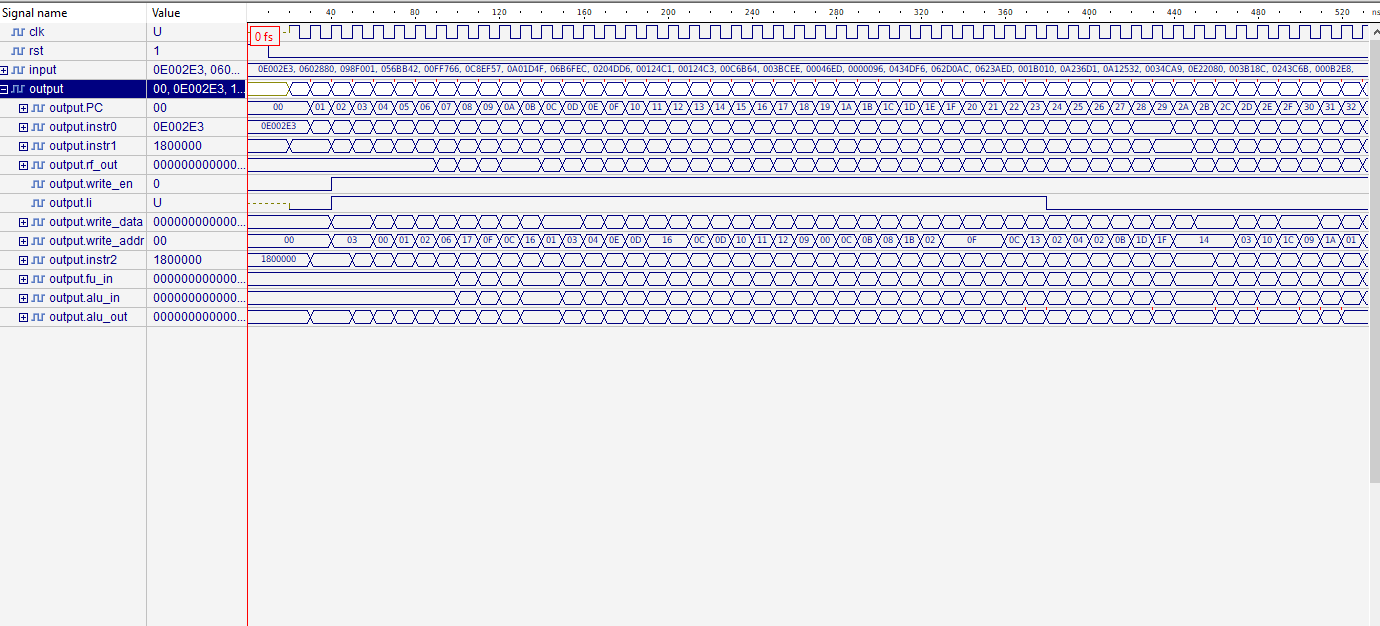 Signal name Value 40 80 120 160 200 240 280 320 360 400 440 480 520 ns
clk U 0 fs
rst 1
input 0E002E3, 060... 0E002E3, 0602880, 098F001, 056BB42, 00FF766, 0C8EF57, 0A01D4F, 06B6FEC, 0204DD6, 00124C1, 00124C3, 00C6B64, 003BCEE, 00046ED, 0000096, 0434DF6, 062D0AC, 0623AED, 001B010, 0A236D1, 0A12532, 0034CA9, 0E22080, 003B18C, 0243C6B, 000B2E8,
output 00, 0E002E3, 1...
output.PC 00 00 01 02 03 04 05 06 07 08 09 0A 0B 0C 0D 0E 0F 10 11 12 13 14 15 16 17 18 19 1A 1B 1C 1D 1E 1F 20 21 22 23 24 25 26 27 28 29 2A 2B 2C 2D 2E 2F 30 31 32
output.instr0 0E002E3 0E002E3
output.instr1 1800000
output.rf_out 000000000000...
output.write_en 0
output.li U
output.write_data 000000000000...
output.write_addr 00 00 03 00 01 02 06 17 0F 0C 16 01 03 04 0E 0D 16 0C 0D 10 11 12 09 00 0C 0B 08 1B 02 0F 0C 13 02 04 02 0B 1D 1F 14 03 10 1C 09 1A 01
output.instr2 1800000 1800000
output.fu_in 000000000000...
output.alu_in 000000000000...
output.alu_out 000000000000...